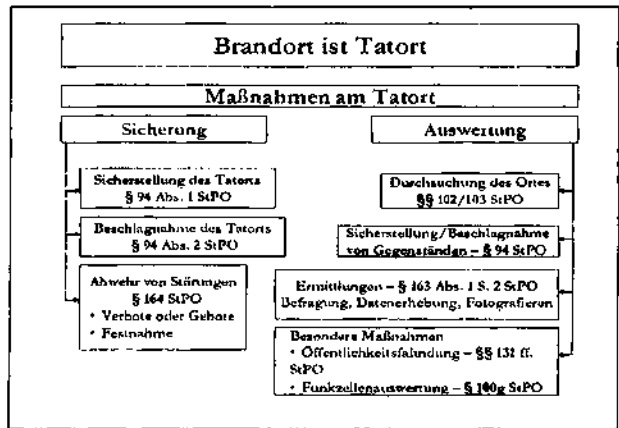 Brandort ist Tatort
Maßnahmen am Tatort
Sicherung
Sicherstellung des Tatorts
§ 94 Abs. 1 StPO
Beschlagnahme des Tatorts
§ 94 Abs. 2 StPO
Abwehr von Störungen
§ 164 StPO
• Verbote oder Gebote
• Festnahme
Auswertung
Durchsuchung des Ortes
§§ 102/103 StPO
Sicherstellung/Beschlagnahme
von Gegenständen – § 94 StPO
Ermittlungen – § 163 Abs. 1 S. 2 StPO
Befragung, Datenerhebung, Fotografieren
Besondere Maßnahmen
• Öffentlichkeitsfahndung – §§ 131 ff.
StPO
• Funkzellenauswertung – § 100g StPO